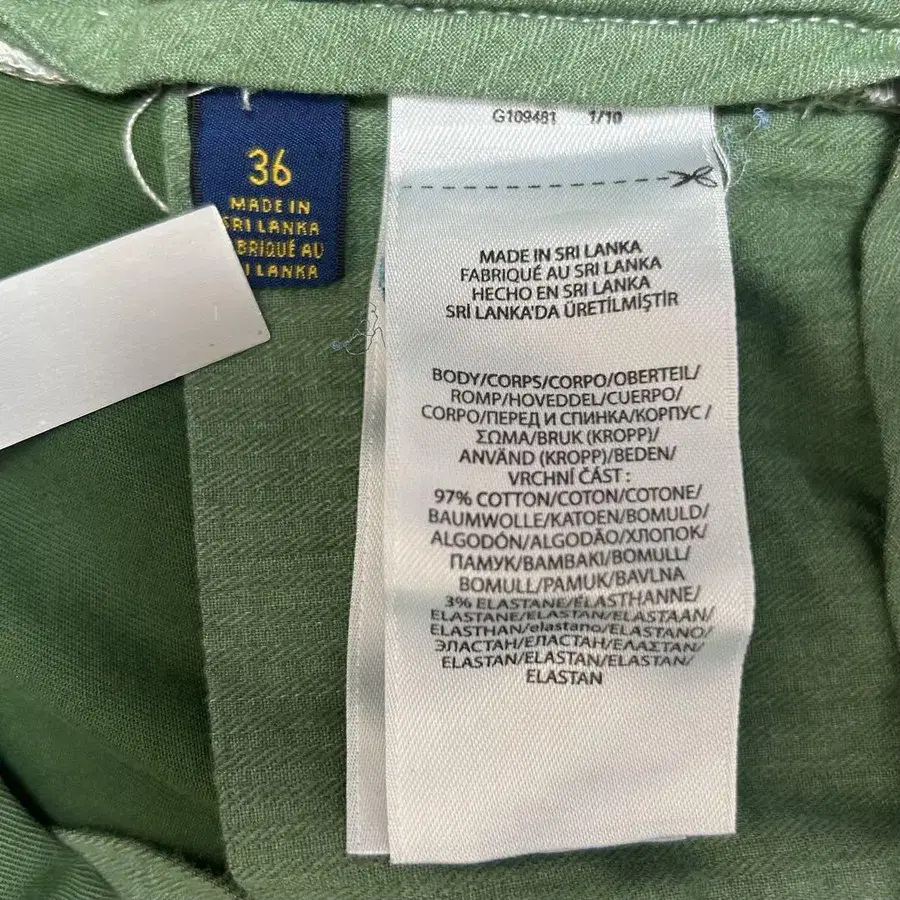 36
MADE IN
SRI LANKA
FABRIQUÉ AU
SRI LANKA
G109481 1/10
MADE IN SRI LANKA
FABRIQUÉ AU SRI LANKA
HECHO EN SRI LANKA
SRİ LANKA'DA ÜRETİLMİŞTİR
BODY/CORPS/CORPO/OBERTEIL/
ROMP/HOVEDDEL/CUERPO/
CORPO/ПЕРЕД И СПИНКА/КОРПУС /
ΣΩΜΑ/BRUK (KROPP)/
ANVÄND (KROPP)/BEDEN/
VRCHNÍ ČÁST :
97% COTTON/COTON/COTONE/
BAUMWOLLE/KATOEN/BOMULD/
ALGODÓN/ALGODÃO/ХЛОПОК/
ПАМУК/ΒΑΜΒΑΚΙ/BOMULL/
BOMULL/PAMUK/BAVLNA
3% ELASTANE/ÉLASTHANNE/
ELASTANE/ELASTAN/ELASTAAN/
ELASTHAN/elastano/ELASTANO/
ЭЛАСТАН/ЕЛАСТАН/ΕΛΑΣΤΑΝ/
ELASTAN/ELASTAN/ELASTAN/
ELASTAN